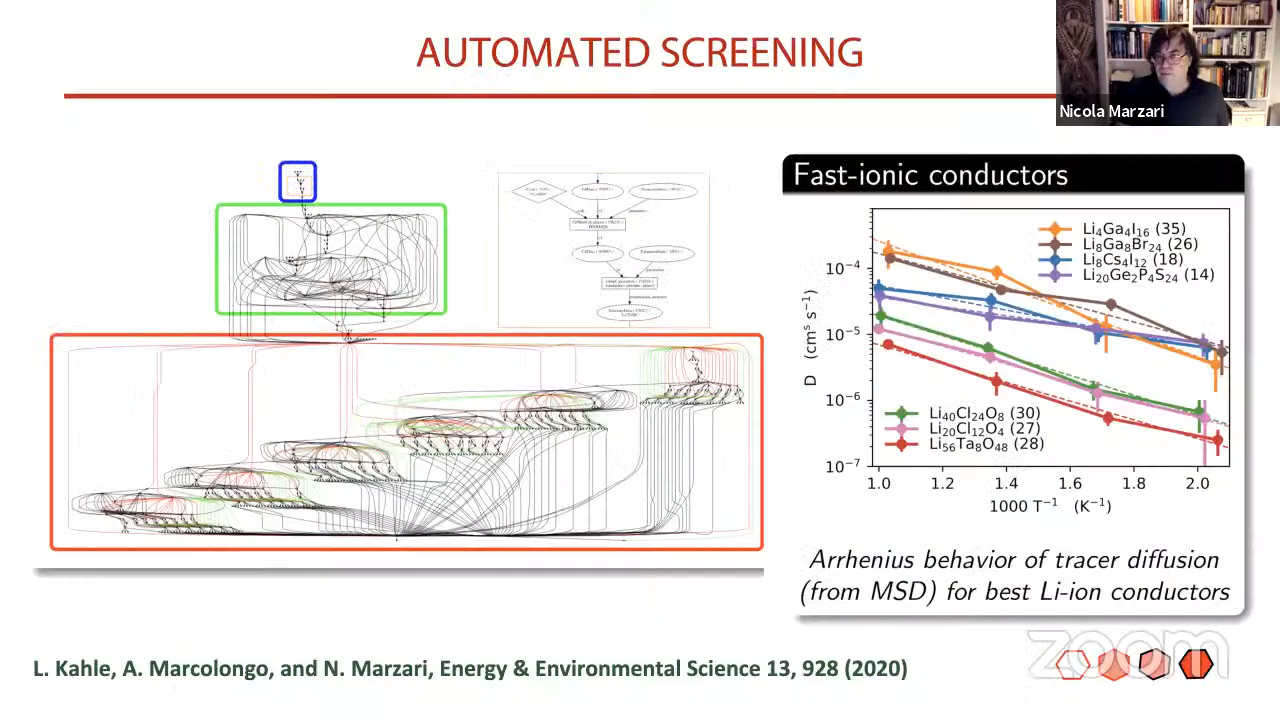 AUTOMATED SCREENING
Nicola Marzari
Fast-ionic conductors
Li₄Ga₄I₁₆ (35)
Li₈Ga₈Br₂₄ (26)
Li₈Cs₄I₁₂ (18)
Li₂₀Ge₂P₄S₂₄ (14)
10⁻⁴
10⁻⁵
10⁻⁶
10⁻⁷
D (cmˢ s⁻¹)
Li₄₀Cl₂₄O₈ (30)
Li₂₀Cl₁₂O₄ (27)
Li₅₆Ta₈O₄₈ (28)
1.0 1.2 1.4 1.6 1.8 2.0
1000 T⁻¹ (K⁻¹)
Arrhenius behavior of tracer diffusion
(from MSD) for best Li-ion conductors
zoom
L. Kahle, A. Marcolongo, and N. Marzari, Energy & Environmental Science 13, 928 (2020)